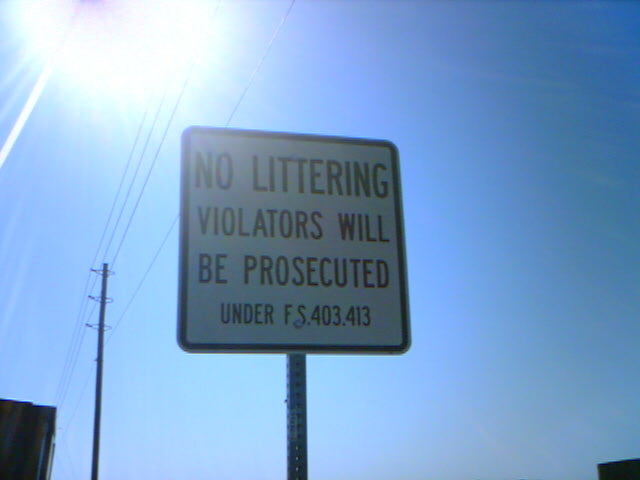 NO LITTERING
VIOLATORS WILL
BE PROSECUTED
UNDER F.S.403.413